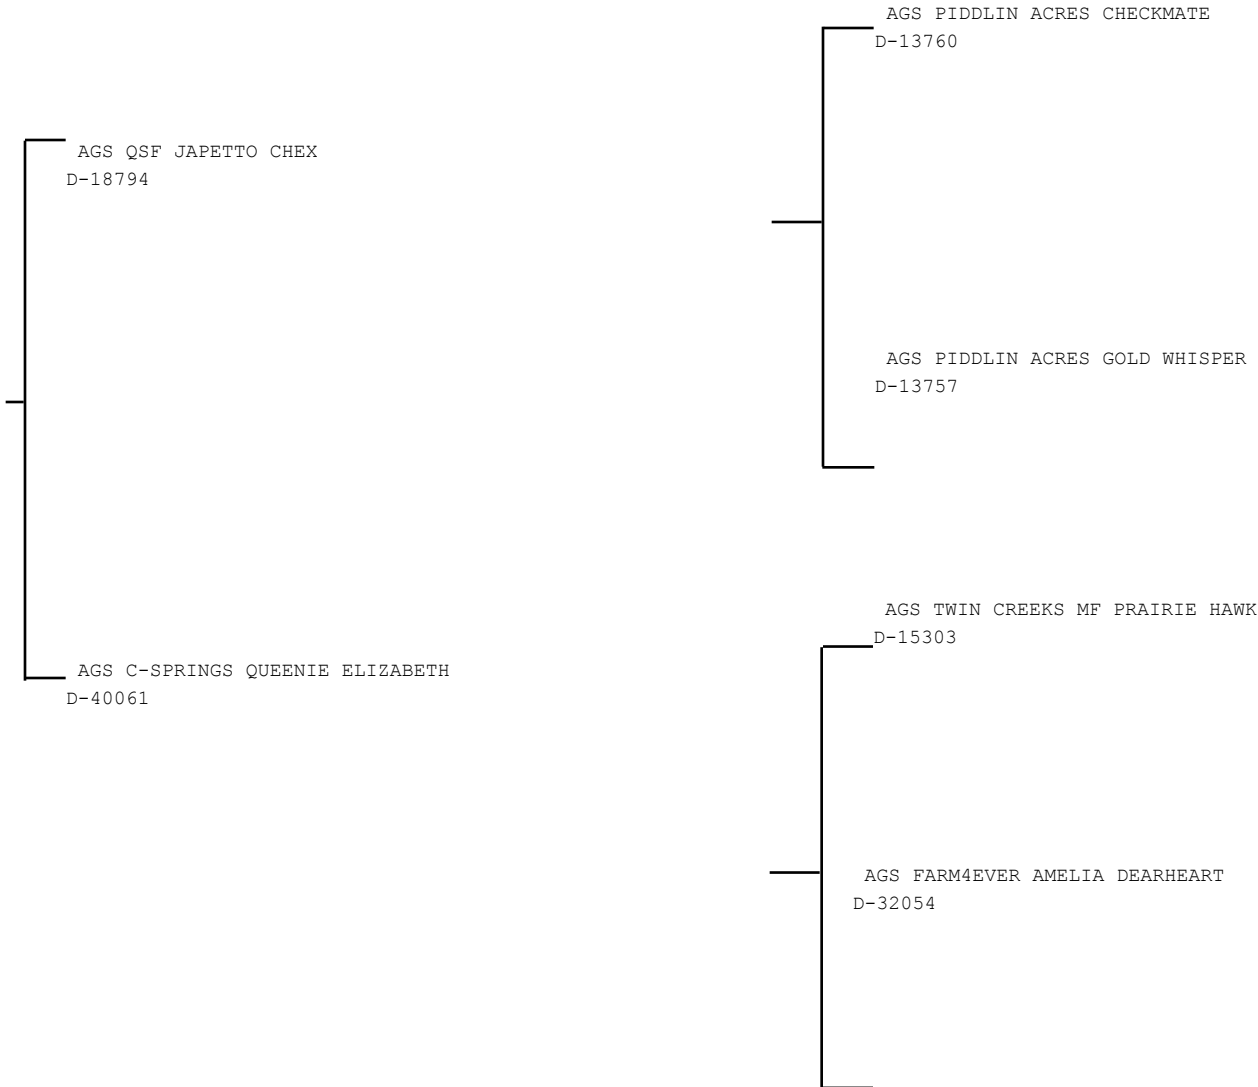 AGS PIDDLIN ACRES CHECKMATE
D-13760
AGS QSF JAPETTO CHEX
D-18794
AGS PIDDLIN ACRES GOLD WHISPER
D-13757
AGS TWIN CREEKS MF PRAIRIE HAWK
D-15303
AGS C-SPRINGS QUEENIE ELIZABETH
D-40061
AGS FARM4EVER AMELIA DEARHEART
D-32054